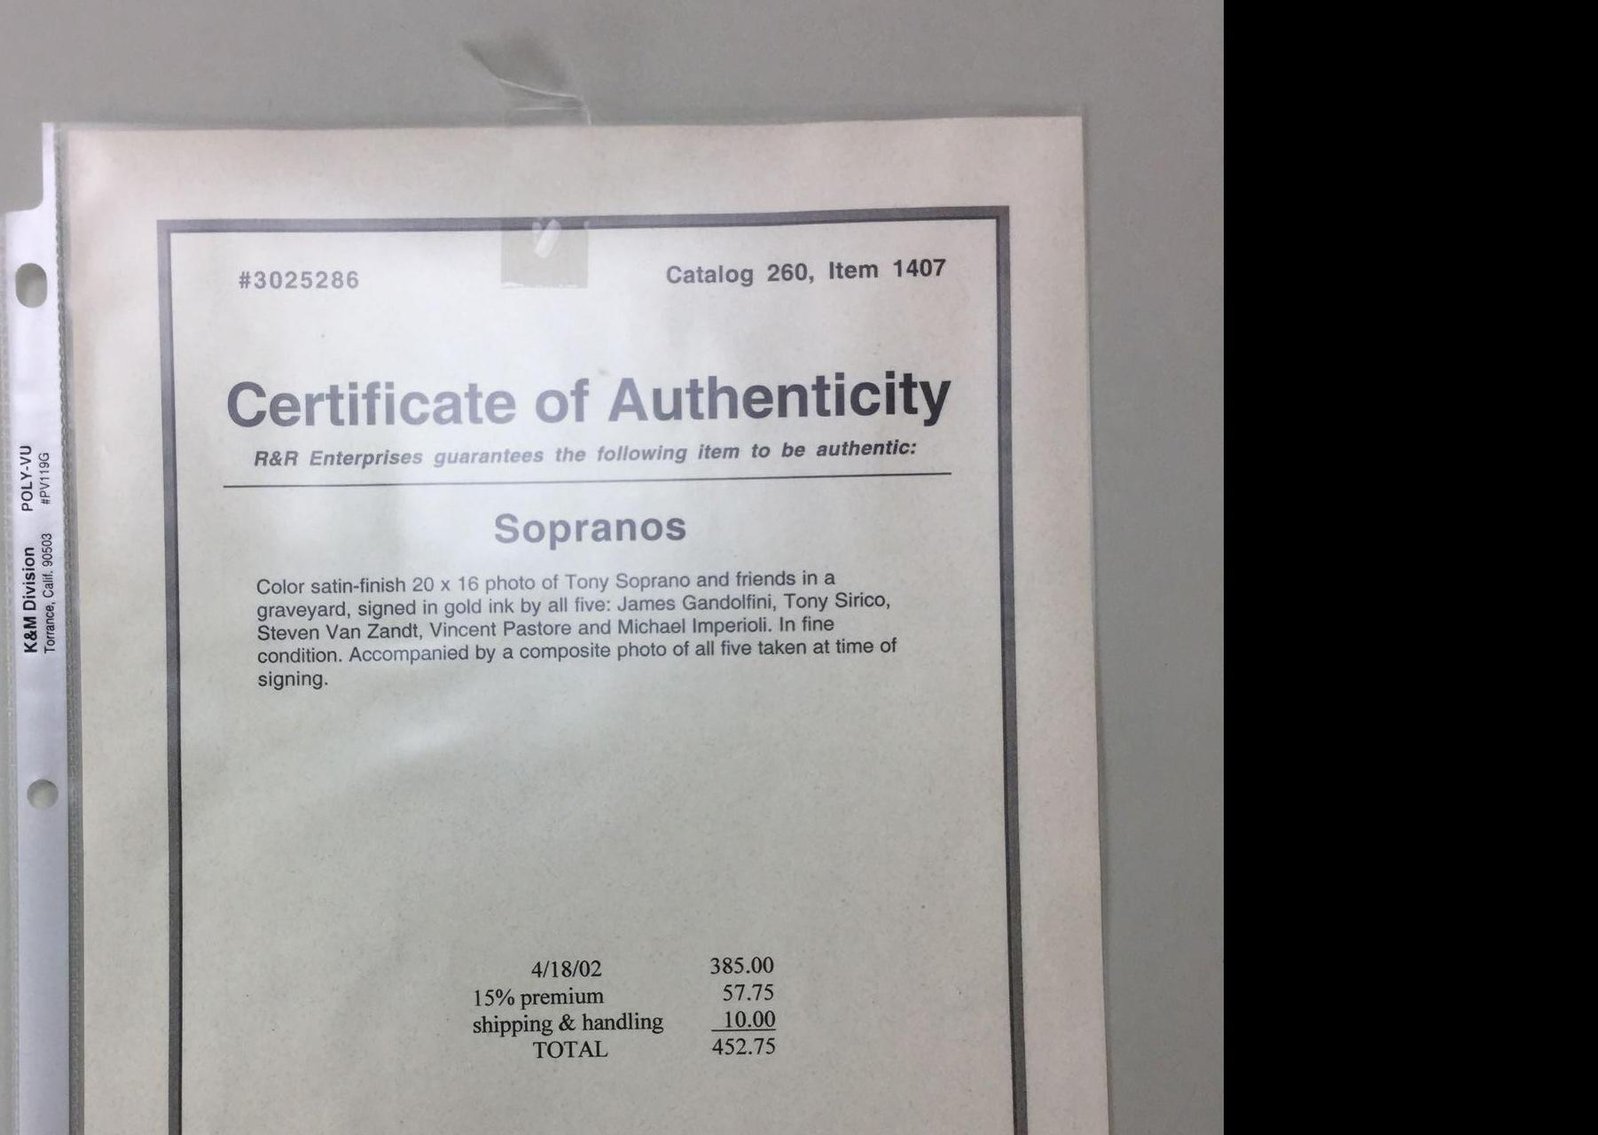 #3025286 Catalog 260, Item 1407
Certificate of Authenticity
R&R Enterprises guarantees the following item to be authentic:
Sopranos
Color satin-finish 20 x 16 photo of Tony Soprano and friends in a
graveyard, signed in gold ink by all five: James Gandolfini, Tony Sirico,
Steven Van Zandt, Vincent Pastore and Michael Imperioli. In fine
condition. Accompanied by a composite photo of all five taken at time of
signing.
4/18/02 385.00
15% premium 57.75
shipping & handling 10.00
TOTAL 452.75
K&M Division POLY-VU
Torrance, Calif. 90503 #PV119G